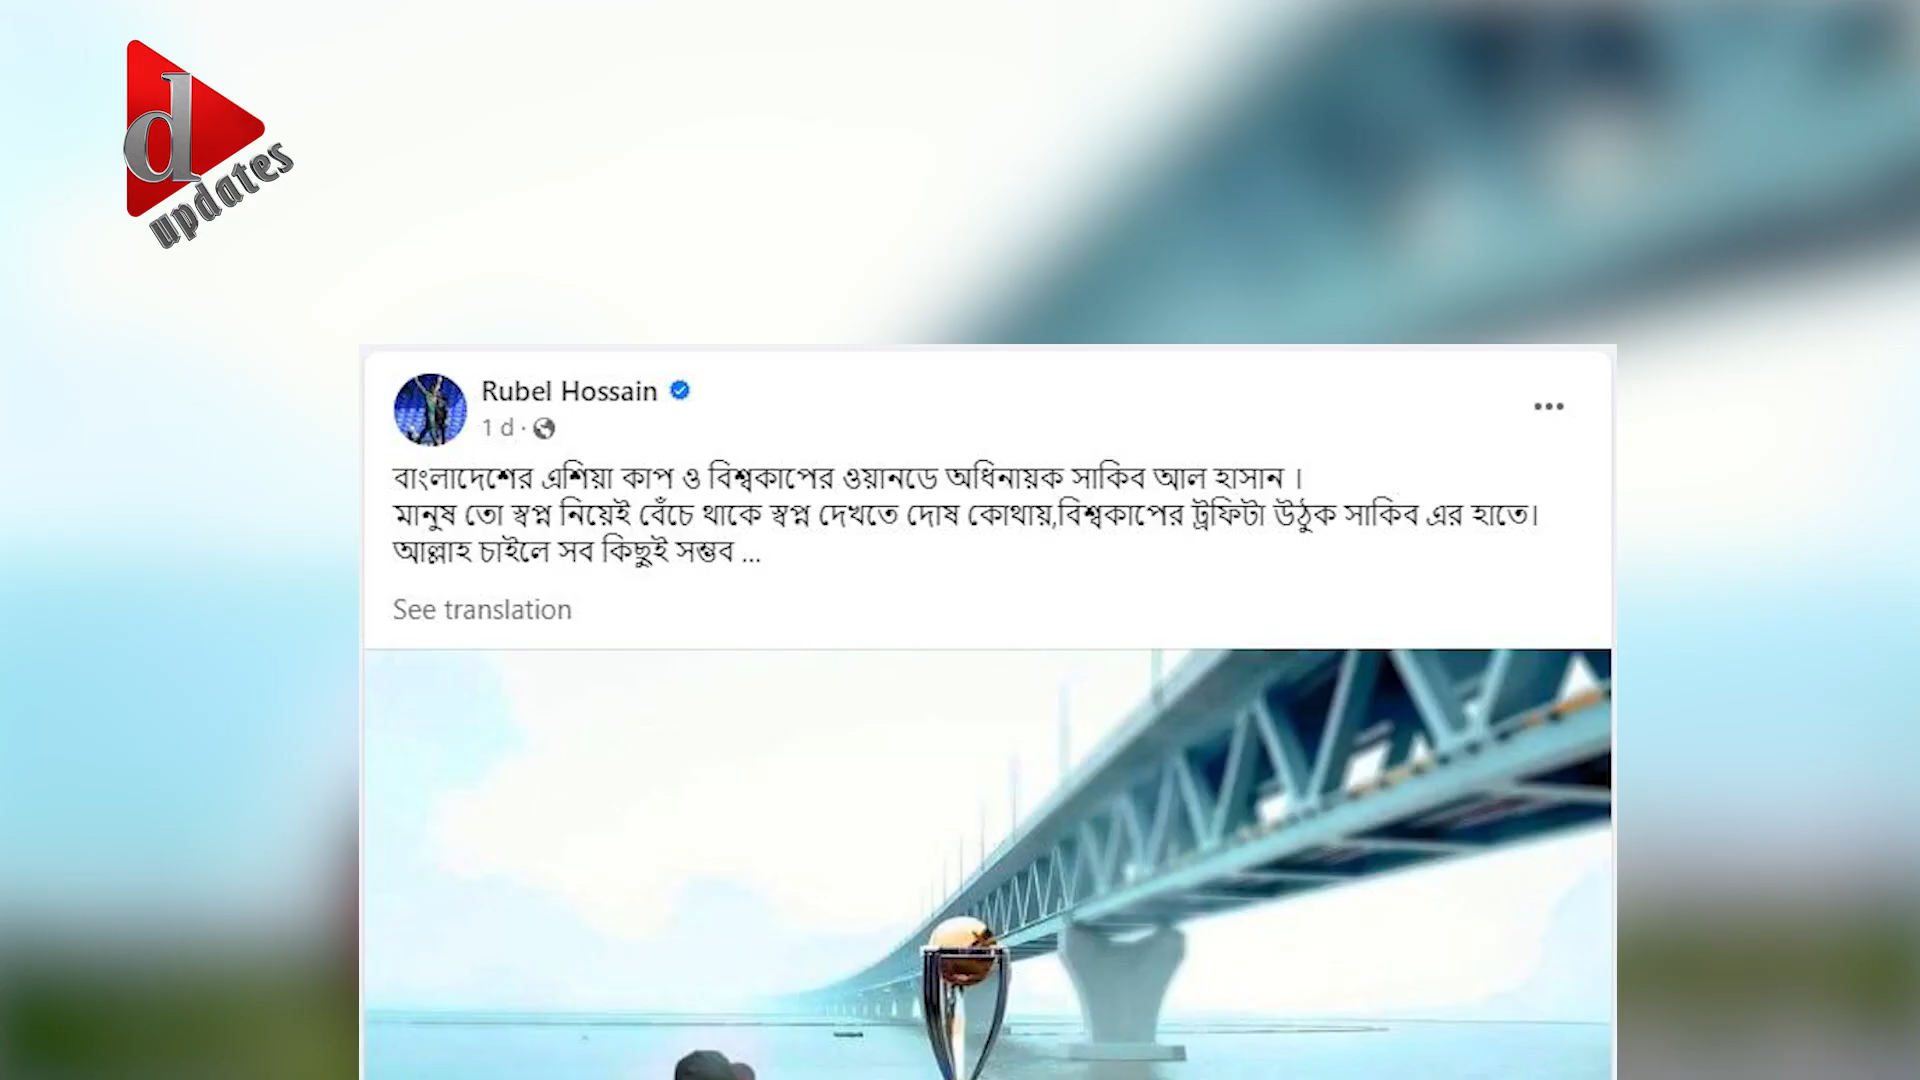 d
updates
Rubel Hossain
1 d ·
বাংলাদেশের এশিয়া কাপ ও বিশ্বকাপের ওয়ানডে অধিনায়ক সাকিব আল হাসান ।
মানুষ তো স্বপ্ন নিয়েই বেঁচে থাকে স্বপ্ন দেখতে দোষ কোথায়,বিশ্বকাপের ট্রফিটা উঠুক সাকিব এর হাতে।
আল্লাহ চাইলে সব কিছুই সম্ভব ...
See translation